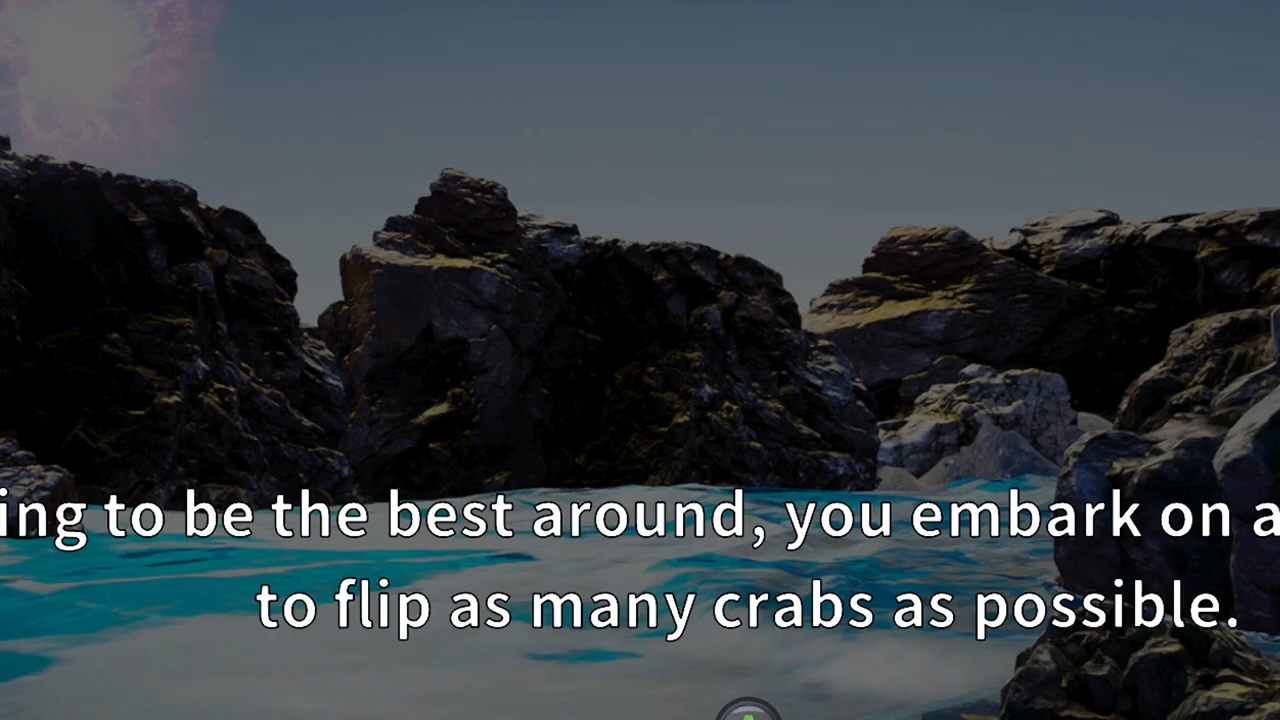 ing to be the best around, you embark on a
to flip as many crabs as possible.